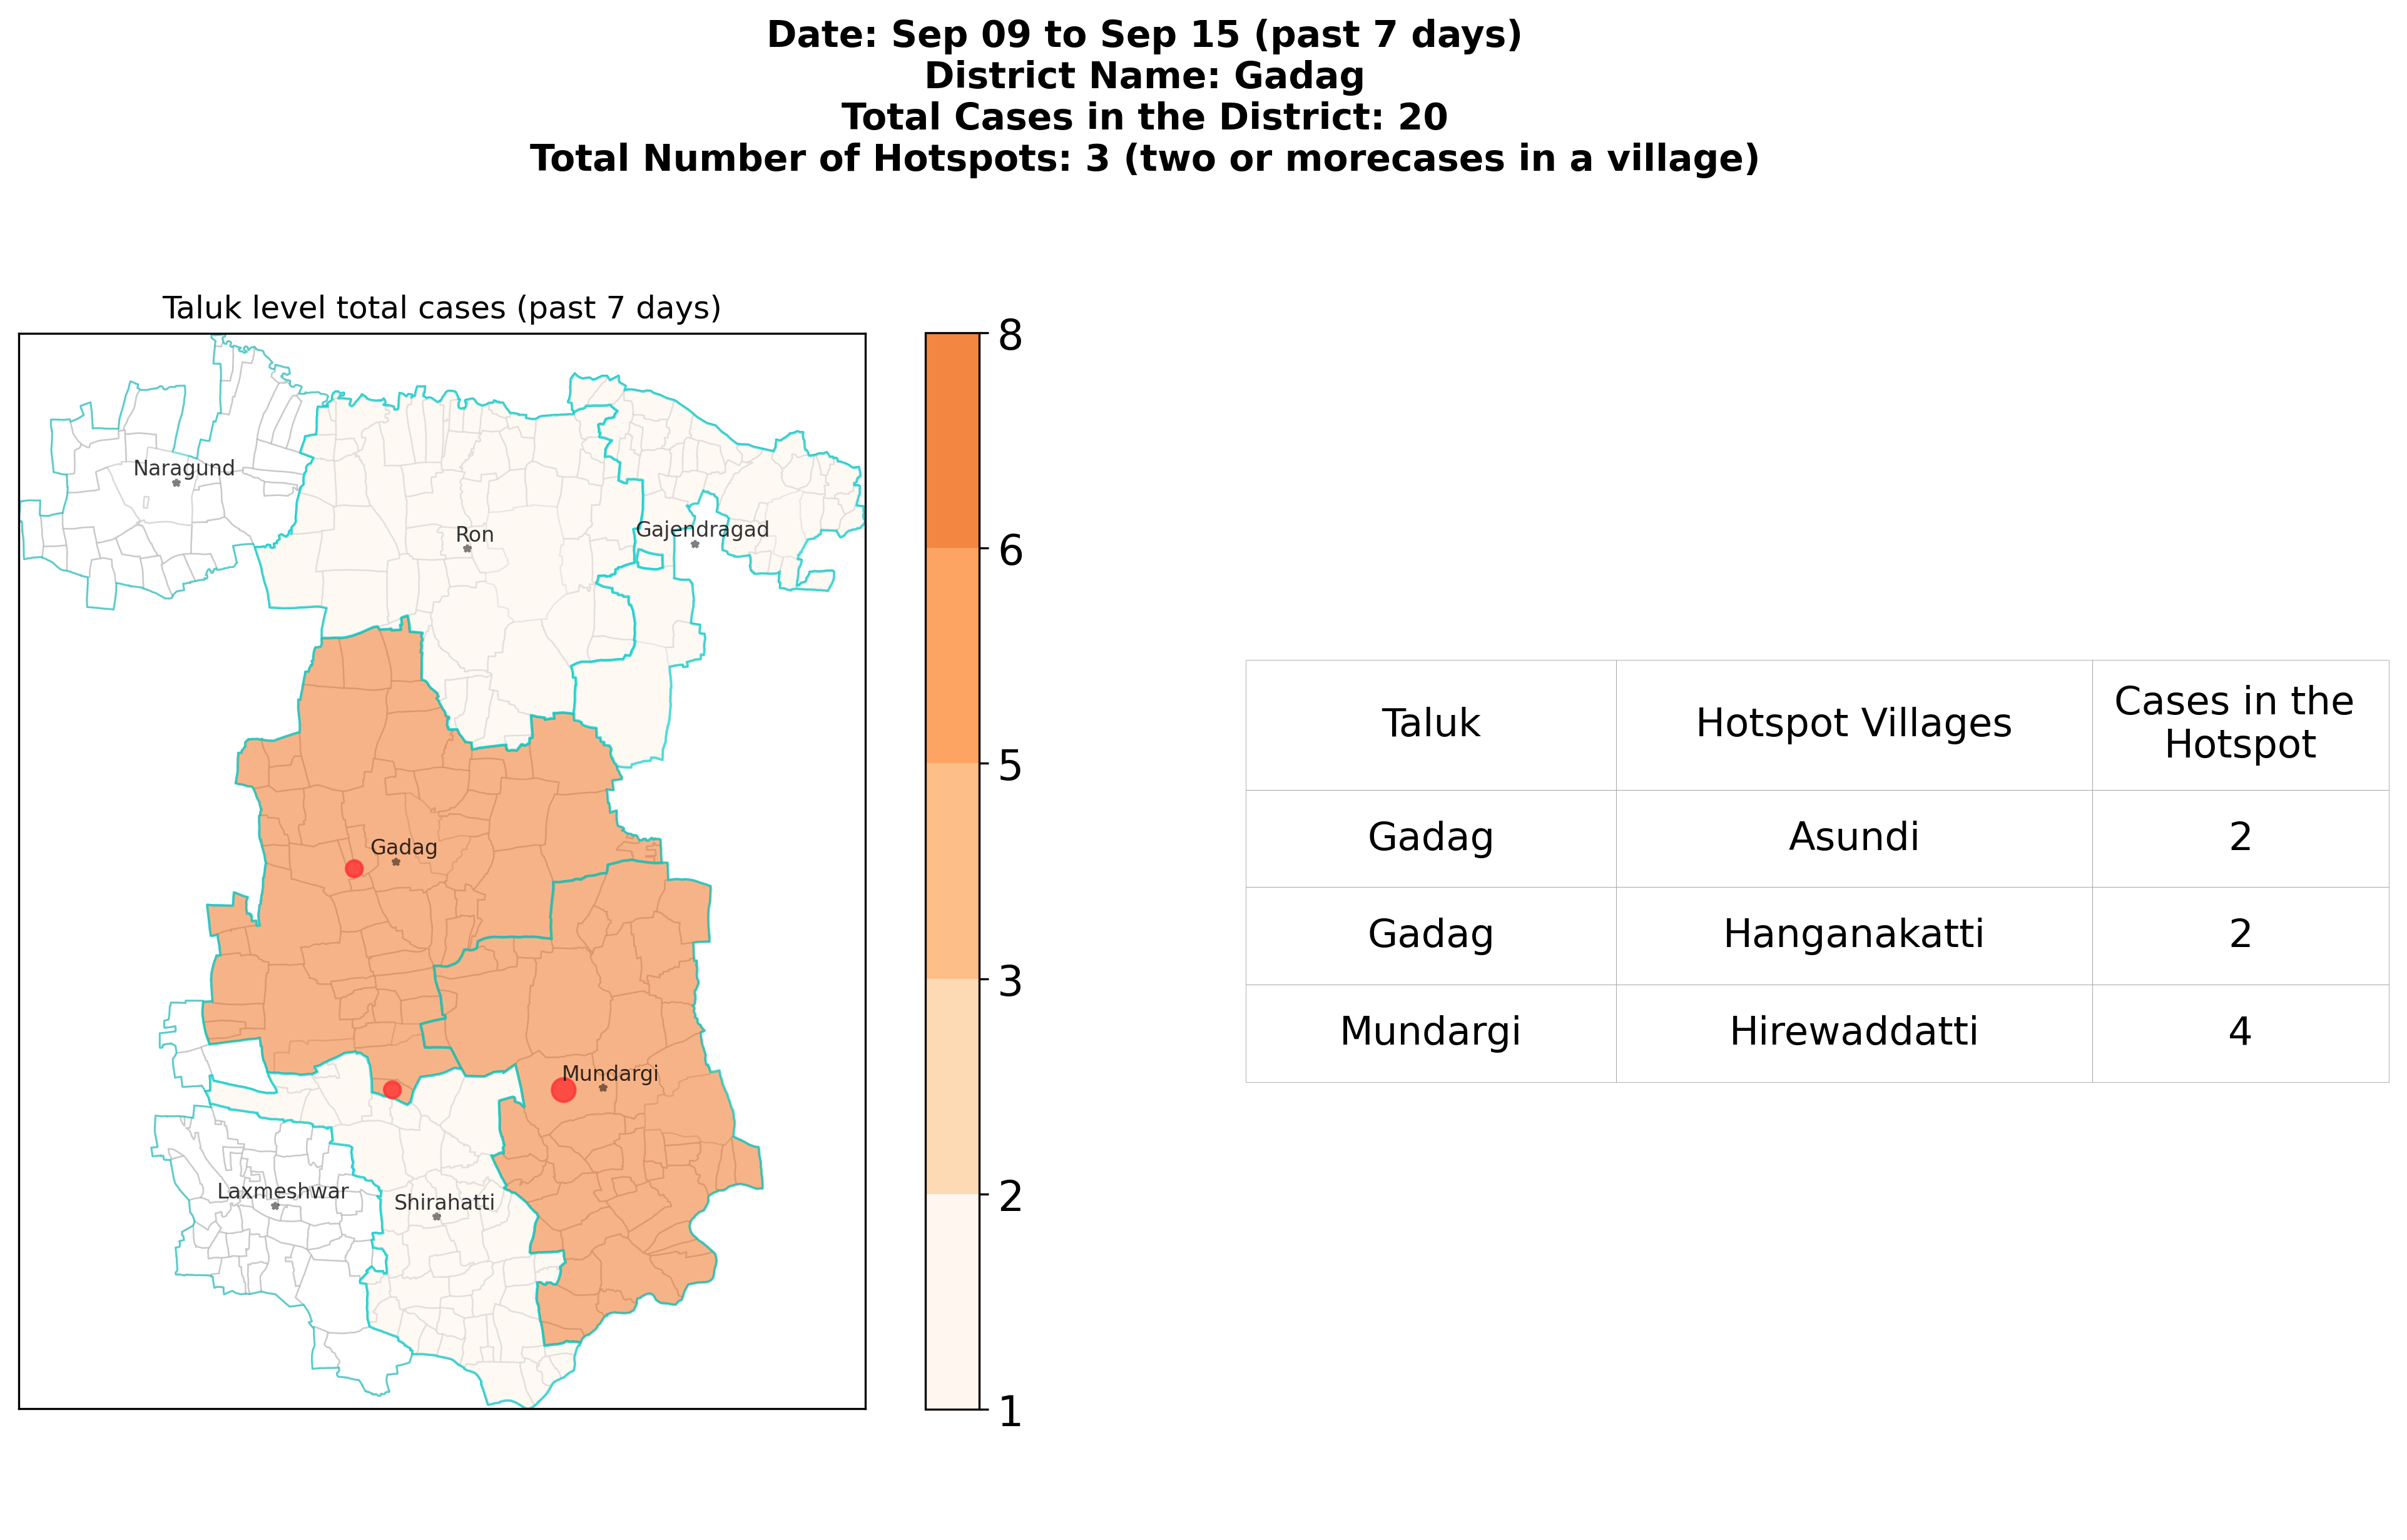 Date: Sep 09 to Sep 15 (past 7 days)
District Name: Gadag
Total Cases in the District: 20
Total Number of Hotspots: 3 (two or morecases in a village)
Taluk level total cases (past 7 days)
Naragund
Ron
Gajendragad
Gadag
Mundargi
Laxmeshwar
Shirahatti
8
6
5
3
2
1
Taluk Hotspot Villages Cases in the Hotspot
Gadag Asundi 2
Gadag Hanganakatti 2
Mundargi Hirewaddatti 4